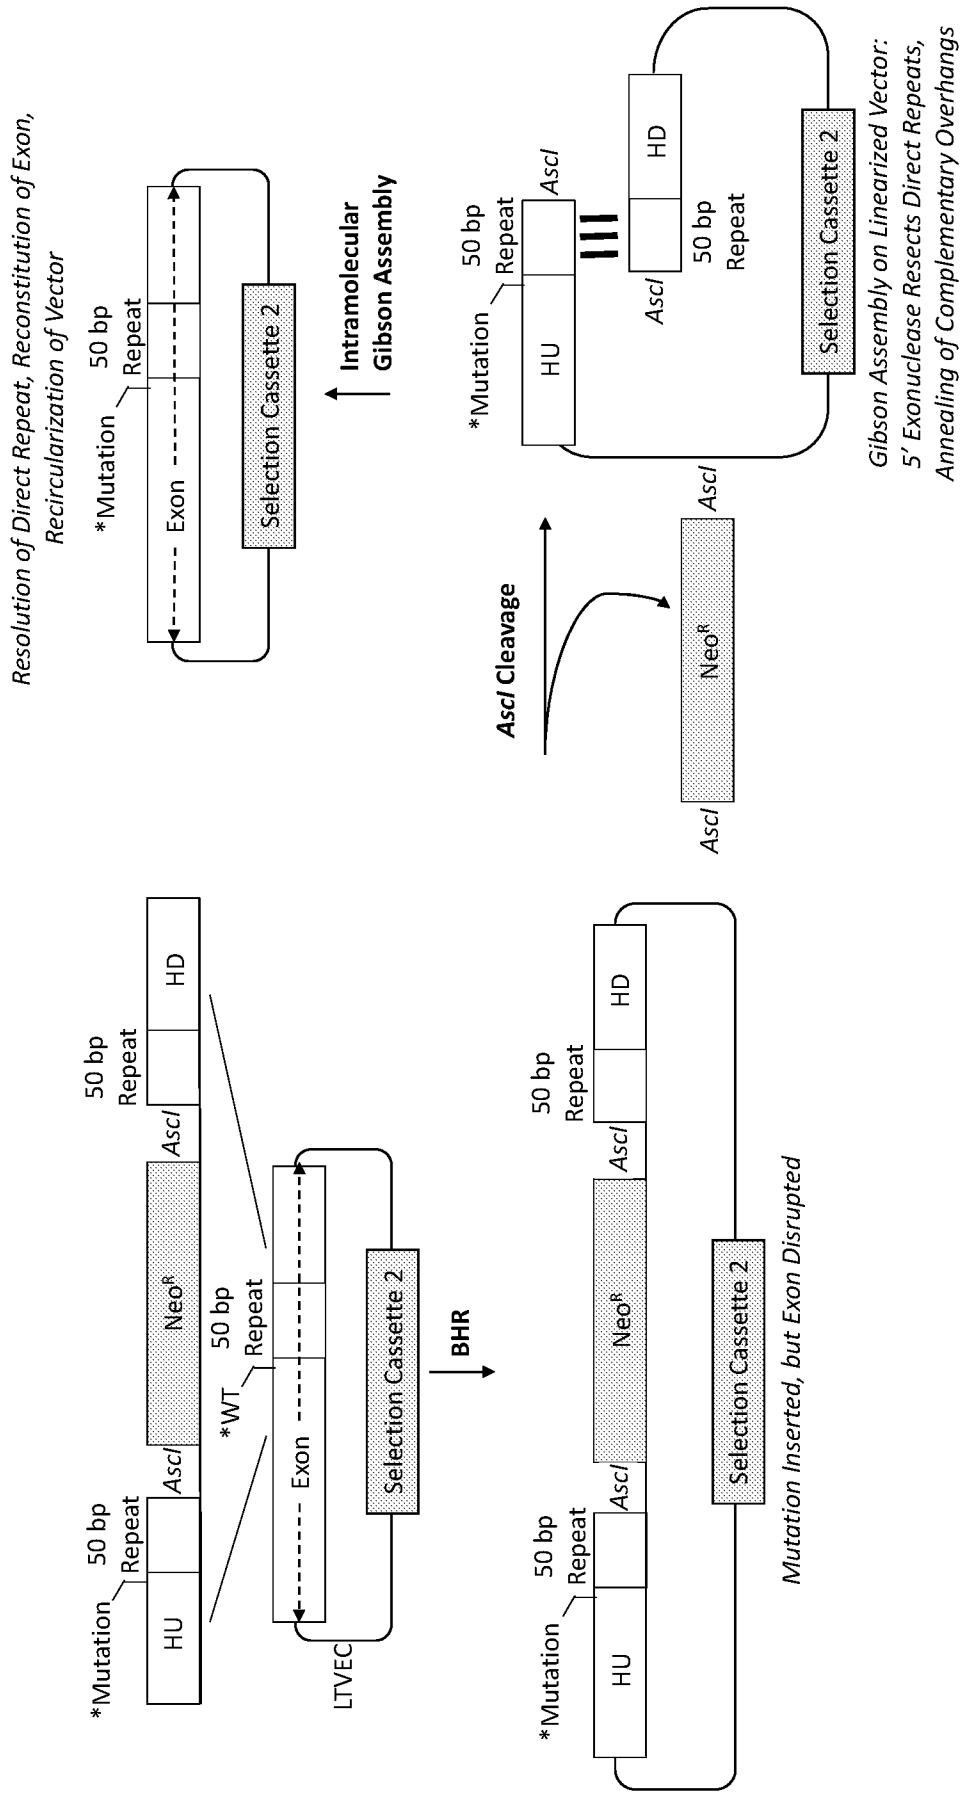 *Mutation
50 bp
Repeat
50 bp
Repeat
HU
AscI
Neo^R
AscI
HD
*WT
50 bp
Repeat
Exon
LTVEC
Selection Cassette 2
BHR
*Mutation
50 bp
Repeat
50 bp
Repeat
HU
AscI
Neo^R
AscI
HD
Selection Cassette 2
Mutation Inserted, but Exon Disrupted
AscI Cleavage
AscI
Neo^R
AscI
*Mutation
50 bp
Repeat
HU
AscI
AscI
HD
50 bp
Repeat
Selection Cassette 2
Gibson Assembly on Linearized Vector:
5’ Exonuclease Resects Direct Repeats,
Annealing of Complementary Overhangs
Intramolecular
Gibson Assembly
Resolution of Direct Repeat, Reconstitution of Exon,
Recircularization of Vector
*Mutation
50 bp
Repeat
Exon
Selection Cassette 2